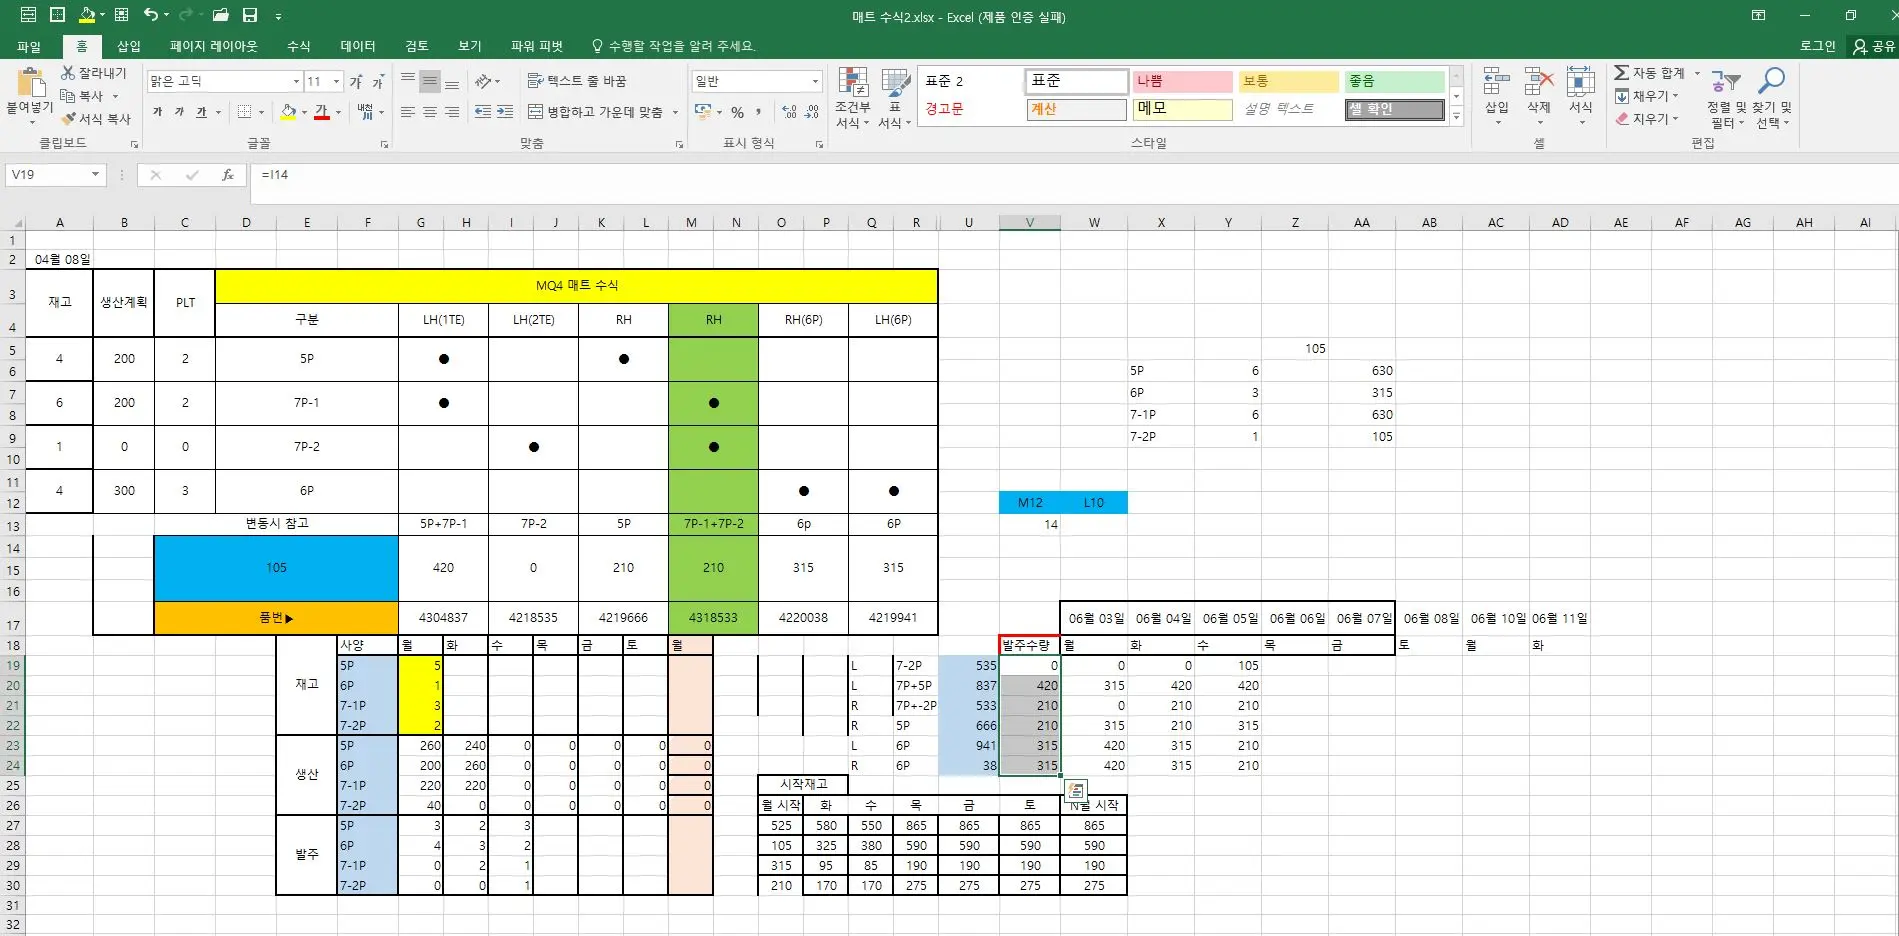 매트 수식2.xlsx - Excel (제품 인증 실패)
파일 홈 삽입 페이지 레이아웃 수식 데이터 검토 보기 파워 피벗 수행할 작업을 알려 주세요. 로그인 공유
붙여넣기 잘라내기 복사 서식 복사
맑은 고딕 11 가 가
가 가 가 가 내천
텍스트 줄 바꿈
병합하고 가운데 맞춤
일반
% ,
조건부 서식 표 서식
표준 2 표준 나쁨 보통 좋음
경고문 계산 메모 설명 텍스트 셀 확인
삽입 삭제 서식
자동 합계 채우기 지우기
정렬 및 필터 찾기 및 선택
클립보드 글꼴 맞춤 표시 형식 스타일 셀 편집
V19 fx =I14
A B C D E F G H I J K L M N O P Q R U V W X Y Z AA AB AC AD AE AF AG AH AI
1
2 04월 08일
3 재고 생산계획 PLT MQ4 매트 수식
4 구분 LH(1TE) LH(2TE) RH RH RH(6P) LH(6P)
5 4 200 2 5P ● ● 105
6 5P 6 630
7 6 200 2 7P-1 ● ● 6P 3 315
8 7-1P 6 630
9 1 0 0 7P-2 ● ● 7-2P 1 105
10
11 4 300 3 6P ● ●
12 M12 L10
13 변동시 참고 5P+7P-1 7P-2 5P 7P-1+7P-2 6p 6P 14
14
15 105 420 0 210 210 315 315
16
17 품번▶ 4304837 4218535 4219666 4318533 4220038 4219941 06월 03일 06월 04일 06월 05일 06월 06일 06월 07일 06월 08일 06월 10일 06월 11일
18 사양 월 화 수 목 금 토 월 발주수량 월 화 수 목 금 토 월 화
19 재고 5P 5 L 7-2P 535 0 0 0 105
20 6P 1 L 7P+5P 837 420 315 420 420
21 7-1P 3 R 7P+-2P 533 210 0 210 210
22 7-2P 2 R 5P 666 210 315 210 315
23 생산 5P 260 240 0 0 0 0 0 L 6P 941 315 420 315 210
24 6P 200 260 0 0 0 0 0 R 6P 38 315 420 315 210
25 7-1P 220 220 0 0 0 0 0 시작재고
26 7-2P 40 0 0 0 0 0 0 월 시작 화 수 목 금 토 N월 시작
27 발주 5P 3 2 3 525 580 550 865 865 865 865
28 6P 4 3 2 105 325 380 590 590 590 590
29 7-1P 0 2 1 315 95 85 190 190 190 190
30 7-2P 0 0 1 210 170 170 275 275 275 275
31
32